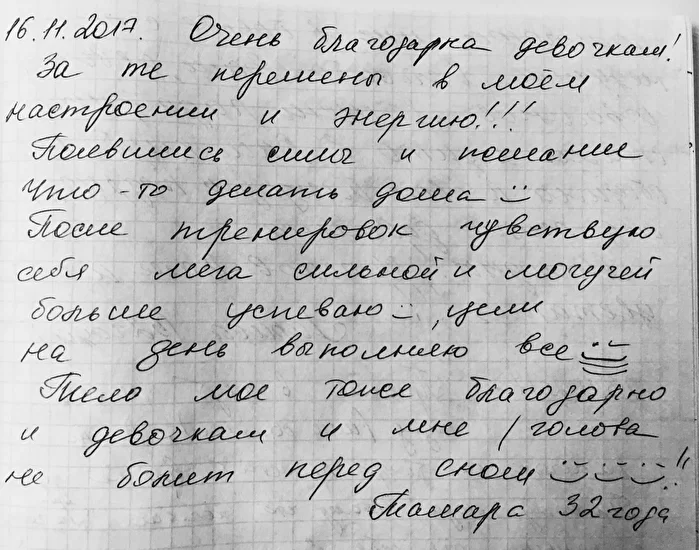 16.11.2017. Очень благодарна девочкам!
За те перемены в моём
настроении и энергию!!!
Появились силы и желание
что-то делать дома :)
После тренировок чувствую
себя мега сильной и могучей
больше успеваю :), цели
на день выполняю все :)
Тело мое тоже благодарно
и девочкам и мне /голова
не болит перед сном :) :) :)!!
Тамара 32 года